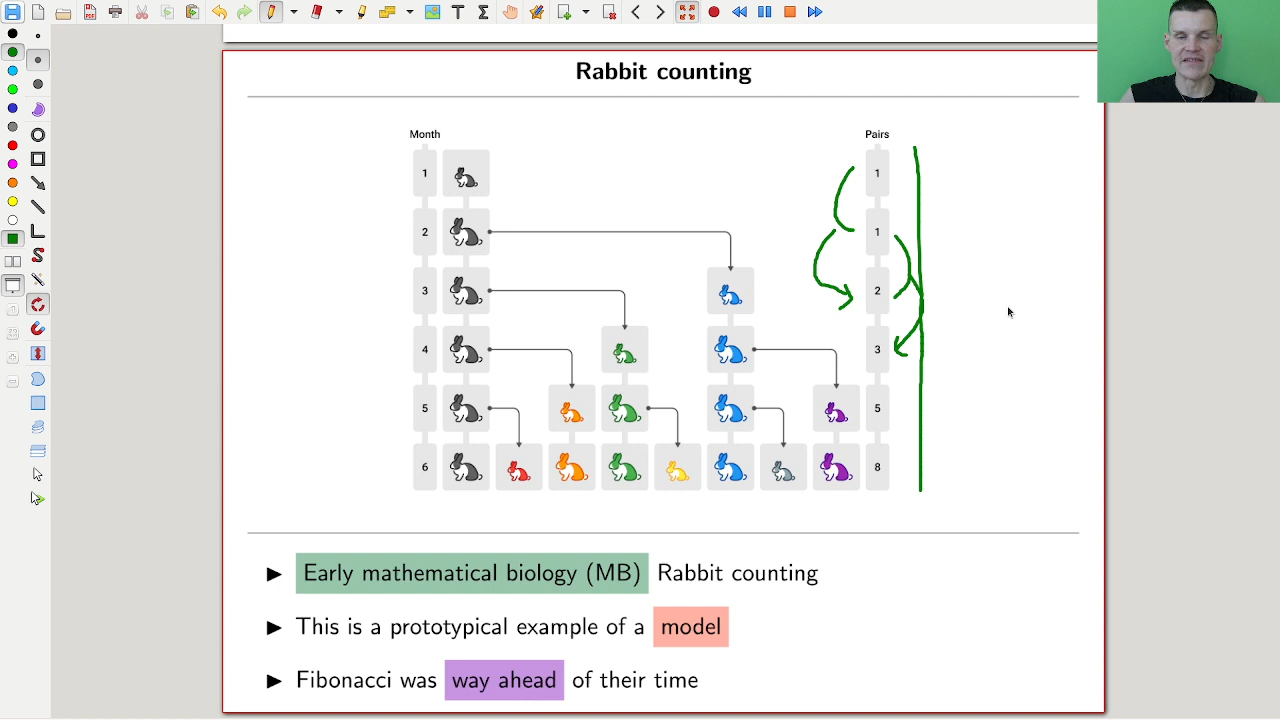 Rabbit counting
Month
Pairs
1
1
2
1
3
2
4
3
5
5
6
8
► Early mathematical biology (MB) Rabbit counting
► This is a prototypical example of a model
► Fibonacci was way ahead of their time